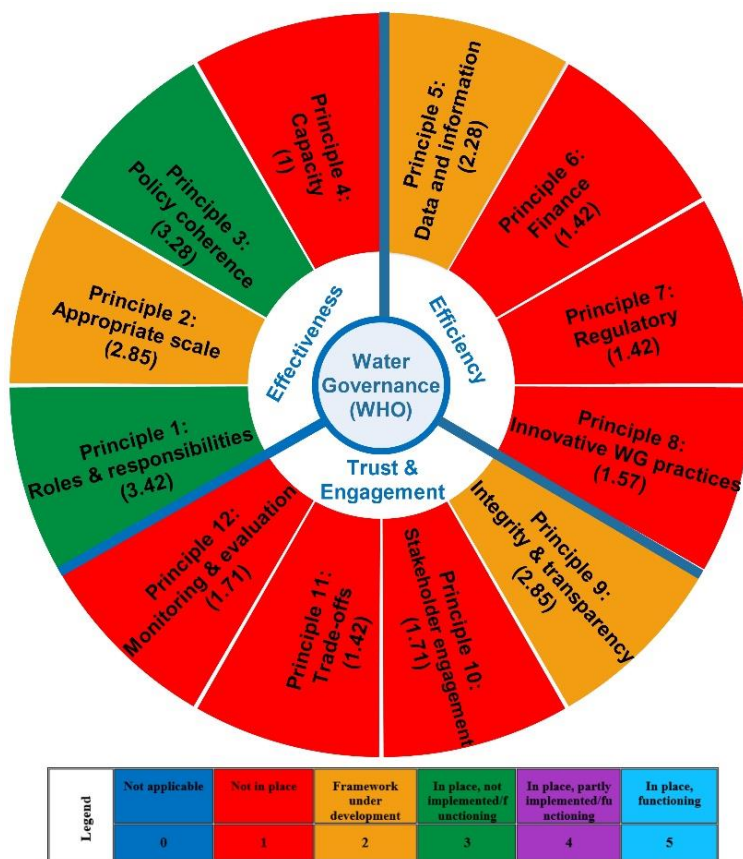 Principle 1:
Roles & responsibilities
(3.42)
Principle 2:
Appropriate scale
(2.85)
Principle 3:
Policy coherence
(3.28)
Principle 4:
Capacity
(1)
Principle 5:
Data and information
(2.28)
Principle 6:
Finance
(1.42)
Principle 7:
Regulatory
(1.42)
Principle 8:
Innovative WG practices
(1.57)
Principle 9:
Integrity & transparency
(2.85)
Principle 10:
Stakeholder engagement
(1.71)
Principle 11:
Trade-offs
(1.42)
Principle 12:
Monitoring & evaluation
(1.71)
Effectiveness
Efficiency
Trust &
Engagement
Water
Governance
(WHO)
Legend
Not applicable
Not in place
Framework
under
development
In place, not
implemented/f
unctioning
In place, partly
implemented/fu
nctioning
In place,
functioning
0
1
2
3
4
5